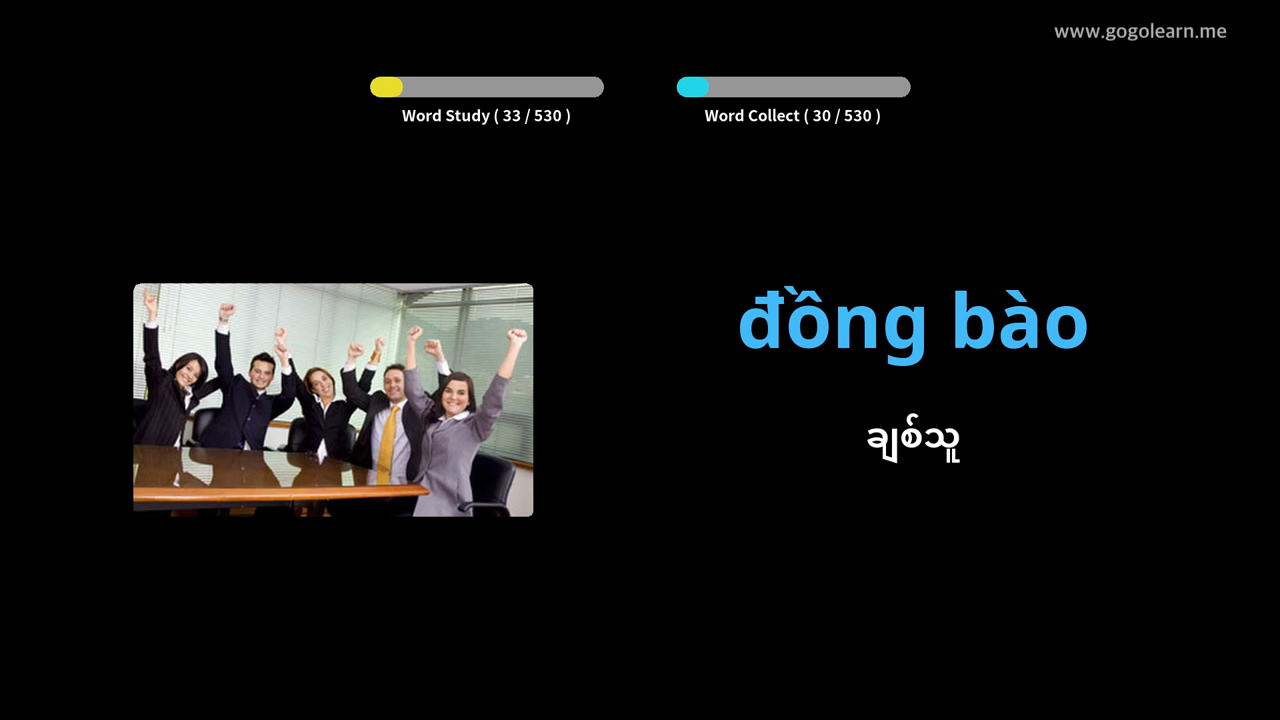 www.gogolearn.me
Word Study ( 33 / 530 )
Word Collect ( 30 / 530 )
đồng bào
ချစ်သူ